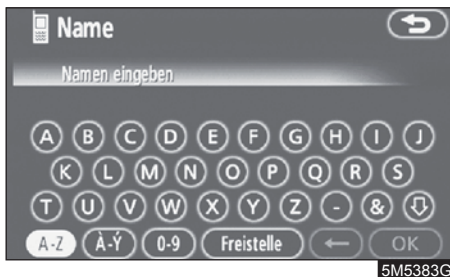 Name
Namen eingeben
A B C D E F G H I J
K L M N O P Q R S
T U V W X Y Z - &
A-Z À-Ý 0-9 Freistelle ← OK
5M5383G